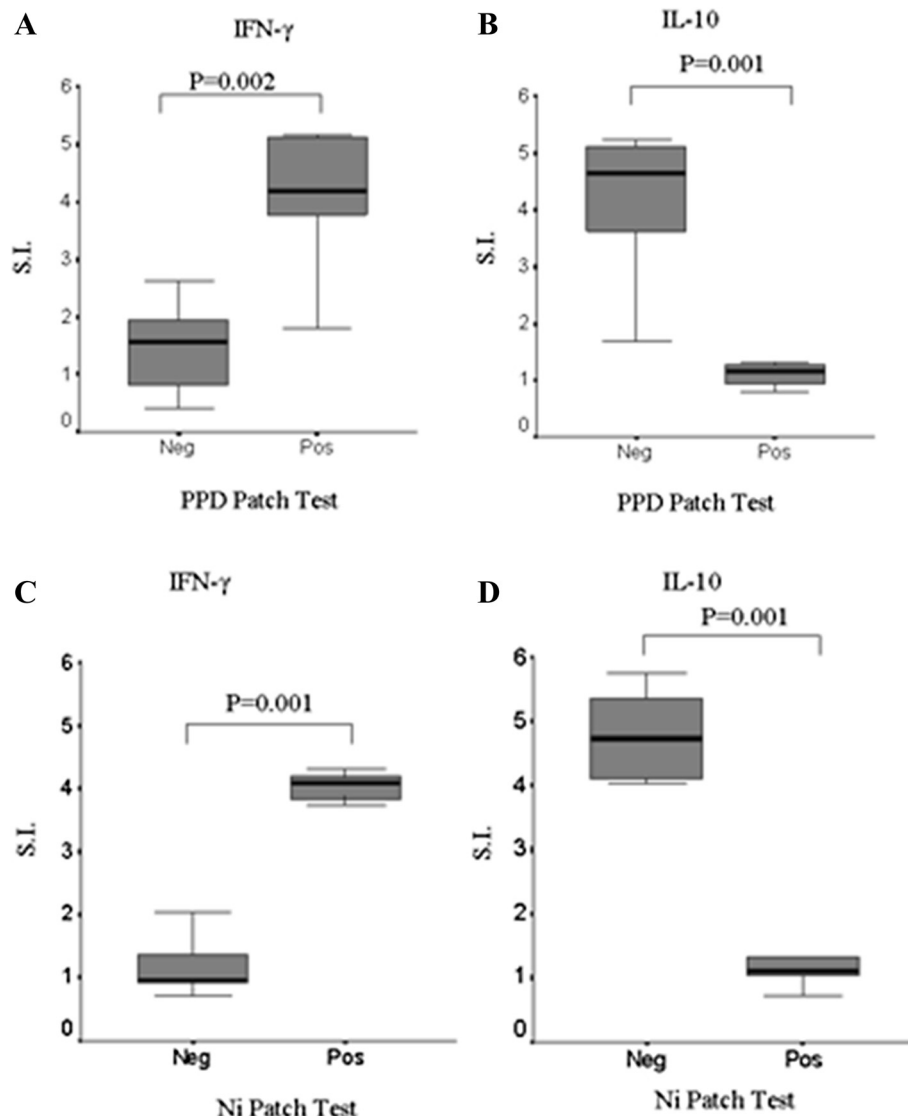 A
IFN-γ
P=0.002
6
5
4
3
2
1
0
S.I.
Neg Pos
PPD Patch Test
B
IL-10
P=0.001
6
5
4
3
2
1
0
S.I.
Neg Pos
PPD Patch Test
C
IFN-γ
P=0.001
6
5
4
3
2
1
0
S.I.
Neg Pos
Ni Patch Test
D
IL-10
P=0.001
6
5
4
3
2
1
0
S.I.
Neg Pos
Ni Patch Test